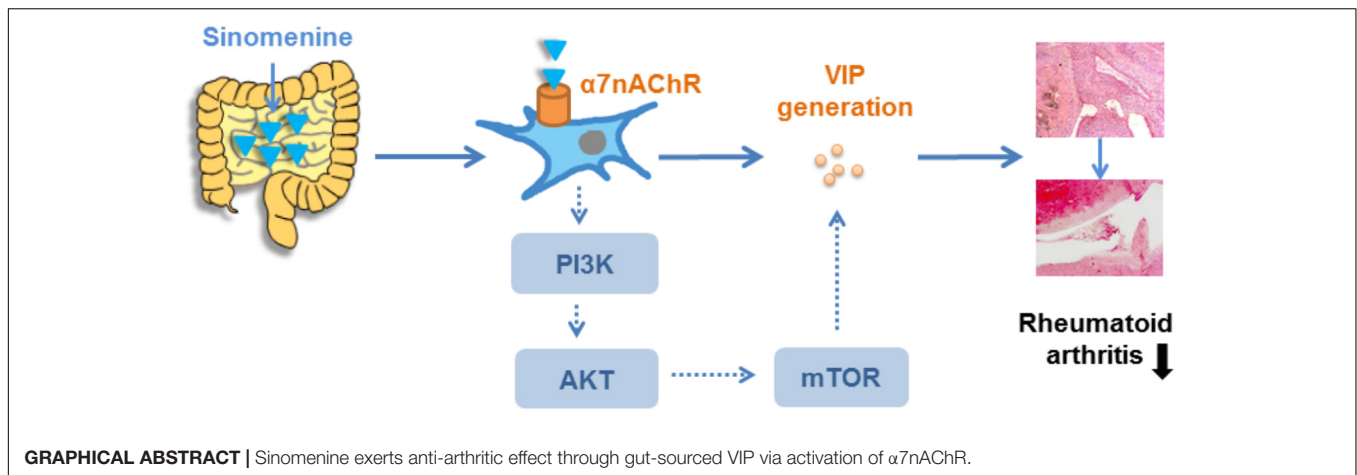 Sinomenine
α7nAChR
VIP
generation
PI3K
AKT
mTOR
Rheumatoid
arthritis
GRAPHICAL ABSTRACT | Sinomenine exerts anti-arthritic effect through gut-sourced VIP via activation of α7nAChR.